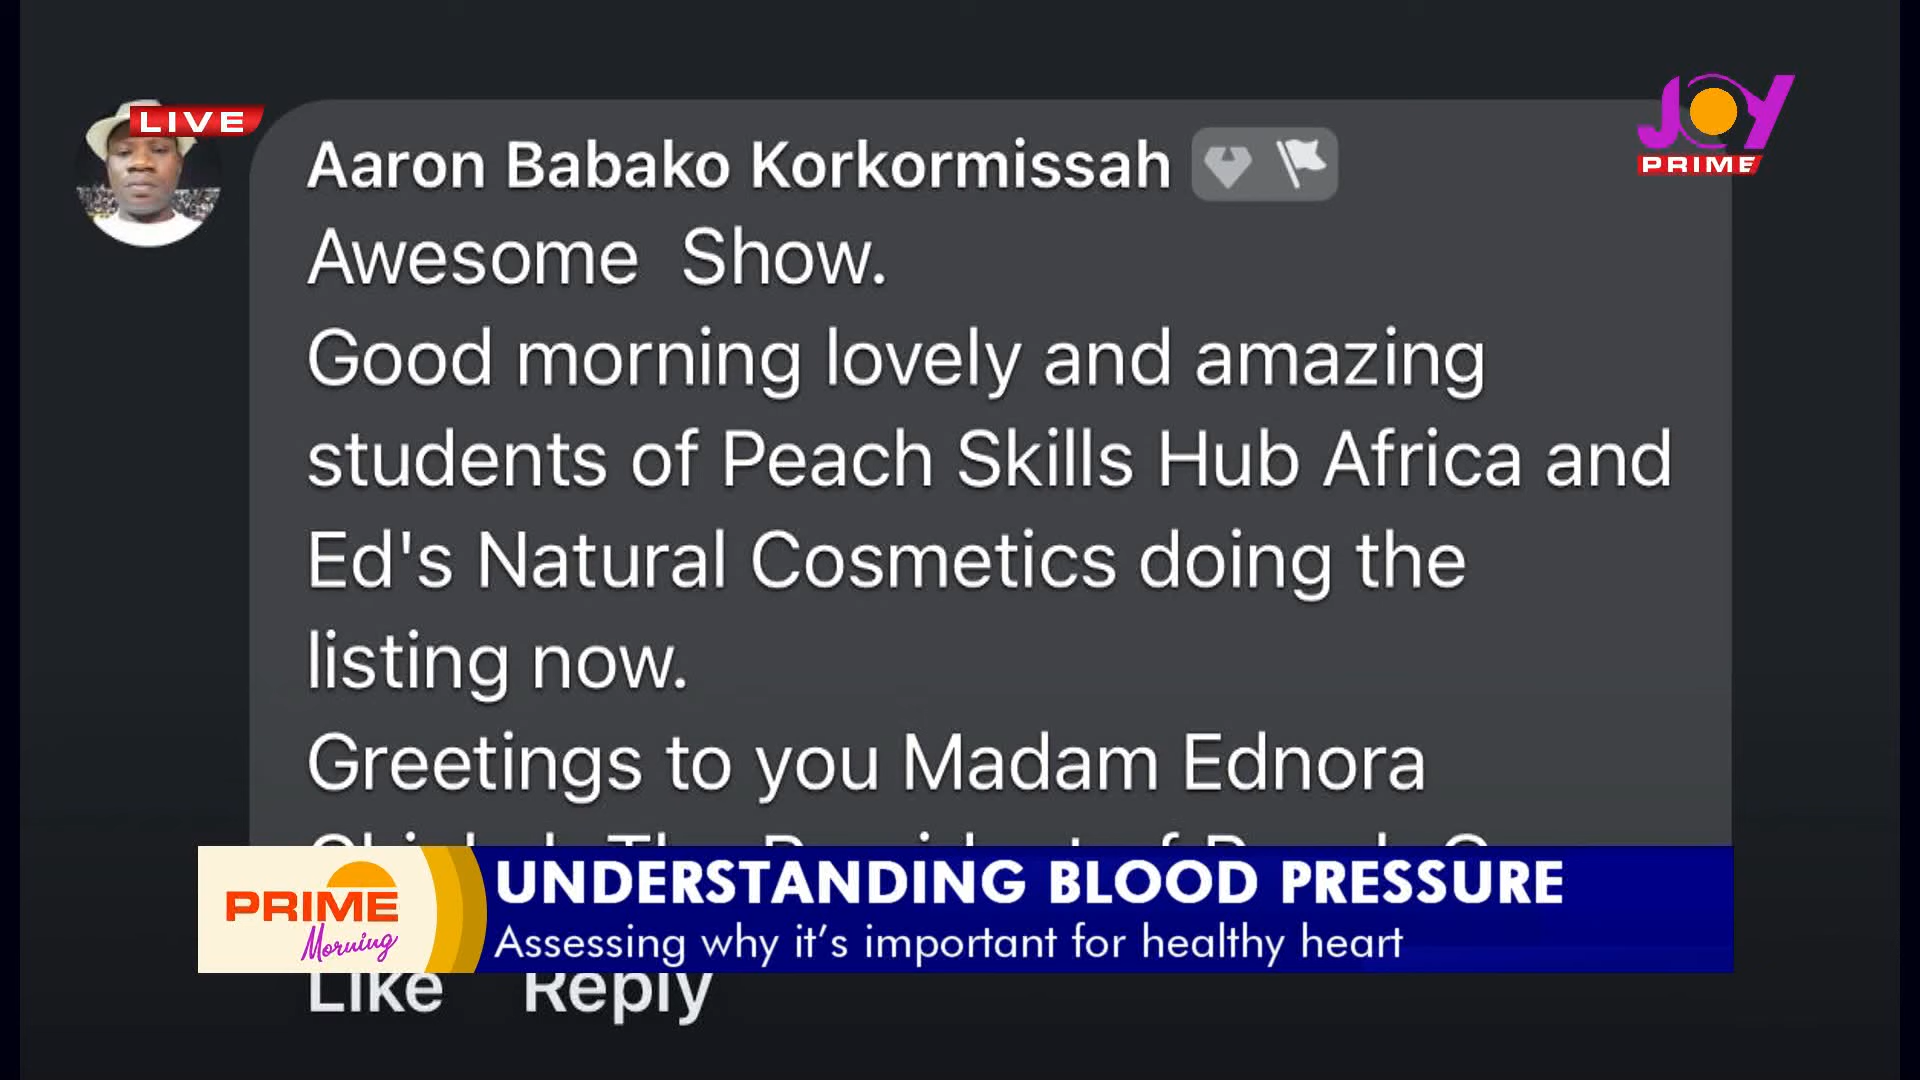 LIVE
JOY
PRIME
Aaron Babako Korkormissah
Awesome Show.
Good morning lovely and amazing
students of Peach Skills Hub Africa and
Ed's Natural Cosmetics doing the
listing now.
Greetings to you Madam Ednora
PRIME
Morning
UNDERSTANDING BLOOD PRESSURE
Assessing why it’s important for healthy heart
Like Reply